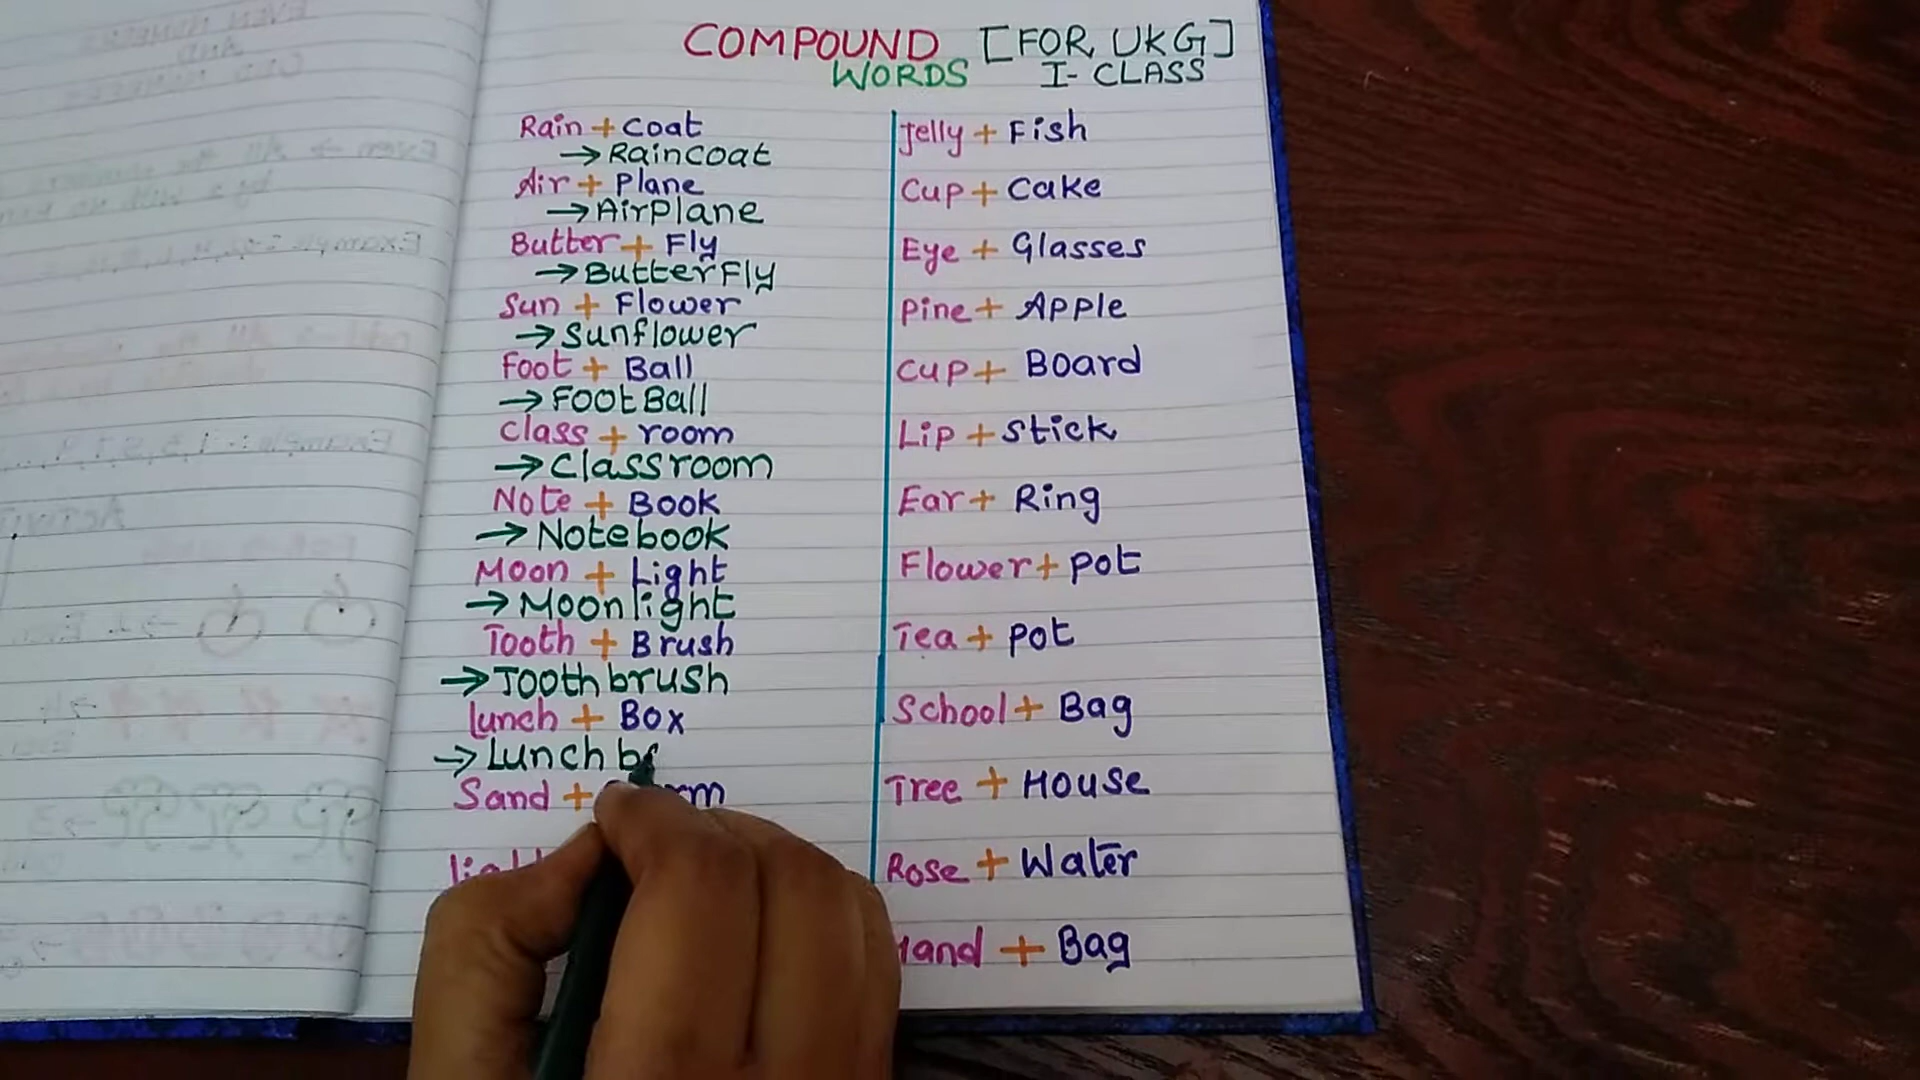 COMPOUND [FOR UKG]
WORDS I-CLASS
Rain + Coat
→ Raincoat
Air + Plane
→ AirPlane
Butter + Fly
→ ButterFly
Sun + Flower
→ Sunflower
Foot + Ball
→ FootBall
Class + room
→ Classroom
Note + Book
→ Notebook
Moon + Light
→ Moonlight
Tooth + Brush
→ Toothbrush
Lunch + Box
→ Lunch b
Sand +
Jelly + Fish
Cup + Cake
Eye + Glasses
Pine + Apple
Cup + Board
Lip + Stick
Ear + Ring
Flower + pot
Tea + pot
School + Bag
Tree + House
Rose + Water
Hand + Bag